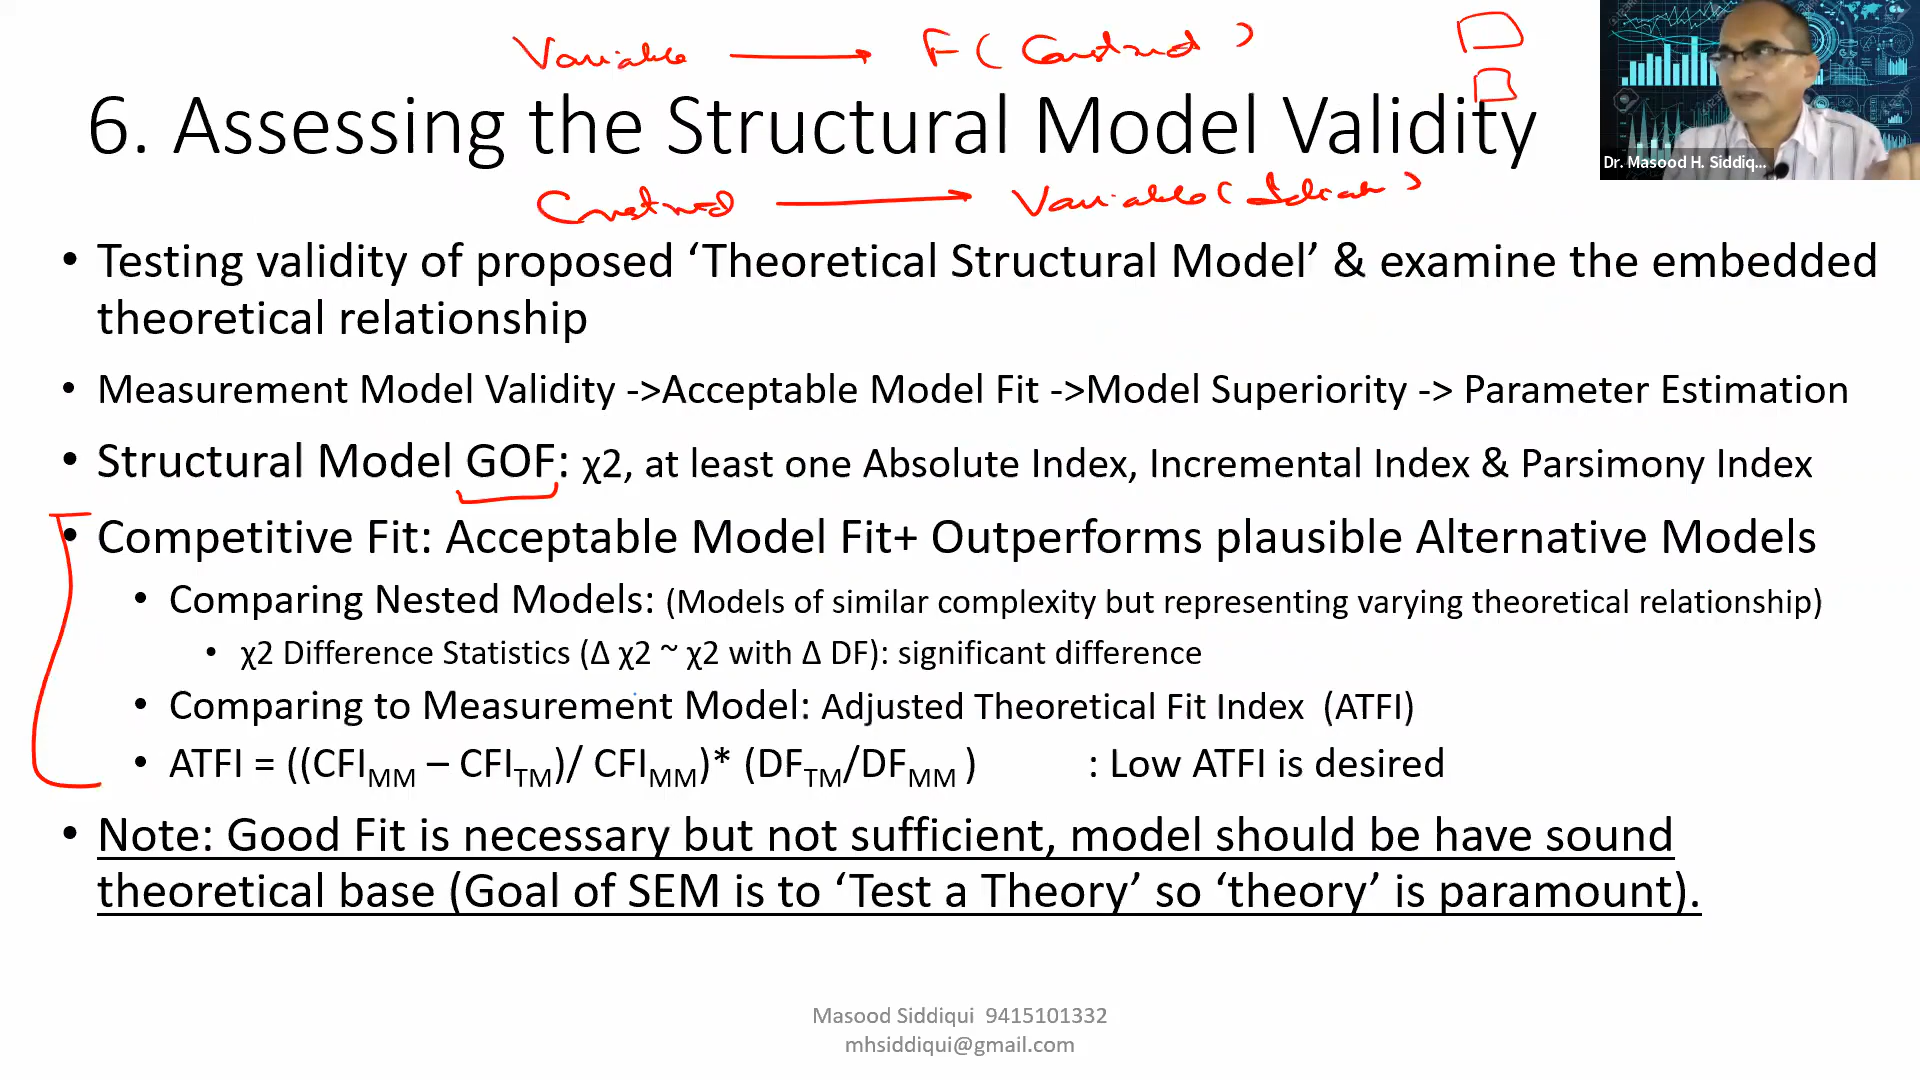 Variable → F (Construct)
6. Assessing the Structural Model Validity
Dr. Masood H. Siddiq...
Construct → Variable (
• Testing validity of proposed ‘Theoretical Structural Model’ & examine the embedded
theoretical relationship
• Measurement Model Validity ->Acceptable Model Fit ->Model Superiority -> Parameter Estimation
• Structural Model GOF: χ2, at least one Absolute Index, Incremental Index & Parsimony Index
• Competitive Fit: Acceptable Model Fit+ Outperforms plausible Alternative Models
• Comparing Nested Models: (Models of similar complexity but representing varying theoretical relationship)
• χ2 Difference Statistics (Δ χ2 ~ χ2 with Δ DF): significant difference
• Comparing to Measurement Model: Adjusted Theoretical Fit Index (ATFI)
• ATFI = ((CFI_MM – CFI_TM)/ CFI_MM)* (DF_TM/DF_MM ) : Low ATFI is desired
• Note: Good Fit is necessary but not sufficient, model should be have sound
theoretical base (Goal of SEM is to ‘Test a Theory’ so ‘theory’ is paramount).
Masood Siddiqui 9415101332
mhsiddiqui@gmail.com